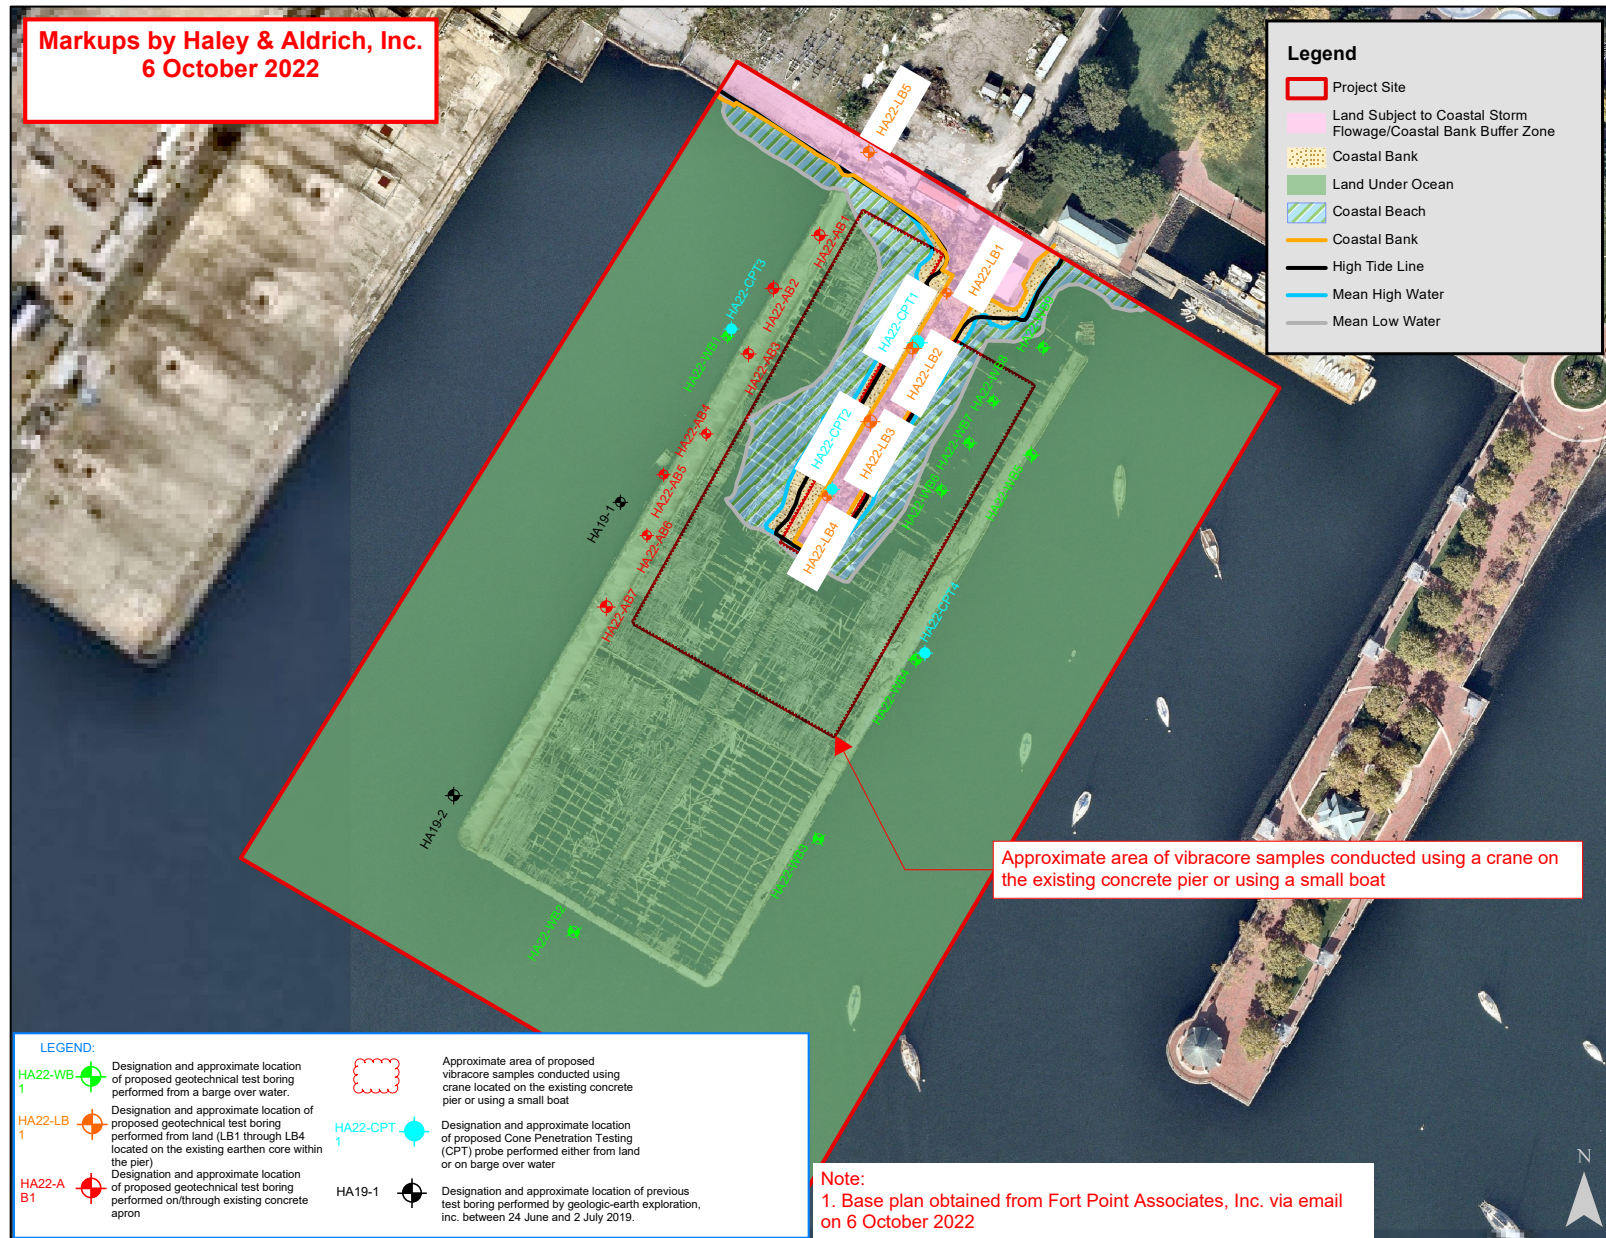 Markups by Haley & Aldrich, Inc.
6 October 2022
Legend
Project Site
Land Subject to Coastal Storm
Flowage/Coastal Bank Buffer Zone
Coastal Bank
Land Under Ocean
Coastal Beach
Coastal Bank
High Tide Line
Mean High Water
Mean Low Water
HA22-LB5
HA22-AB1
HA22-LB1
HA22-CPT3
HA22-AB2
HA22-CPT1
HA22-WB1
HA22-AB3
HA22-LB2
HA22-WB8
HA22-AB4
HA22-CPT2
HA22-LB3
HA22-WB7
HA22-AB5
HA22-WB6
HA22-WB5
HA19-1
HA22-AB6
HA22-LB4
HA22-AB7
HA22-CPT4
HA22-WB4
HA19-2
HA22-WB3
HA22-WB2
Approximate area of vibracore samples conducted using a crane on
the existing concrete pier or using a small boat
LEGEND:
HA22-WB
1
Designation and approximate location
of proposed geotechnical test boring
performed from a barge over water.
HA22-LB
1
Designation and approximate location of
proposed geotechnical test boring
performed from land (LB1 through LB4
located on the existing earthen core within
the pier)
HA22-A
B1
Designation and approximate location
of proposed geotechnical test boring
performed on/through existing concrete
apron
Approximate area of proposed
vibracore samples conducted using
crane located on the existing concrete
pier or using a small boat
HA22-CPT
1
Designation and approximate location
of proposed Cone Penetration Testing
(CPT) probe performed either from land
or on barge over water
HA19-1
Designation and approximate location of previous
test boring performed by geologic-earth exploration,
inc. between 24 June and 2 July 2019.
Note:
1. Base plan obtained from Fort Point Associates, Inc. via email
on 6 October 2022
N